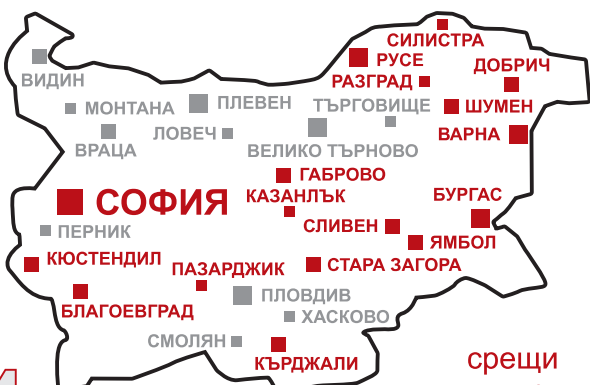 СИЛИСТРА
РУСЕ
ДОБРИЧ
ВИДИН
РАЗГРАД
МОНТАНА
ПЛЕВЕН
ТЪРГОВИЩЕ
ШУМЕН
ЛОВЕЧ
ВАРНА
ВРАЦА
ВЕЛИКО ТЪРНОВО
ГАБРОВО
КАЗАНЛЪК
БУРГАС
СОФИЯ
СЛИВЕН
ПЕРНИК
ЯМБОЛ
КЮСТЕНДИЛ
ПАЗАРДЖИК
СТАРА ЗАГОРА
ПЛОВДИВ
БЛАГОЕВГРАД
ХАСКОВО
СМОЛЯН
КЪРДЖАЛИ
срещи